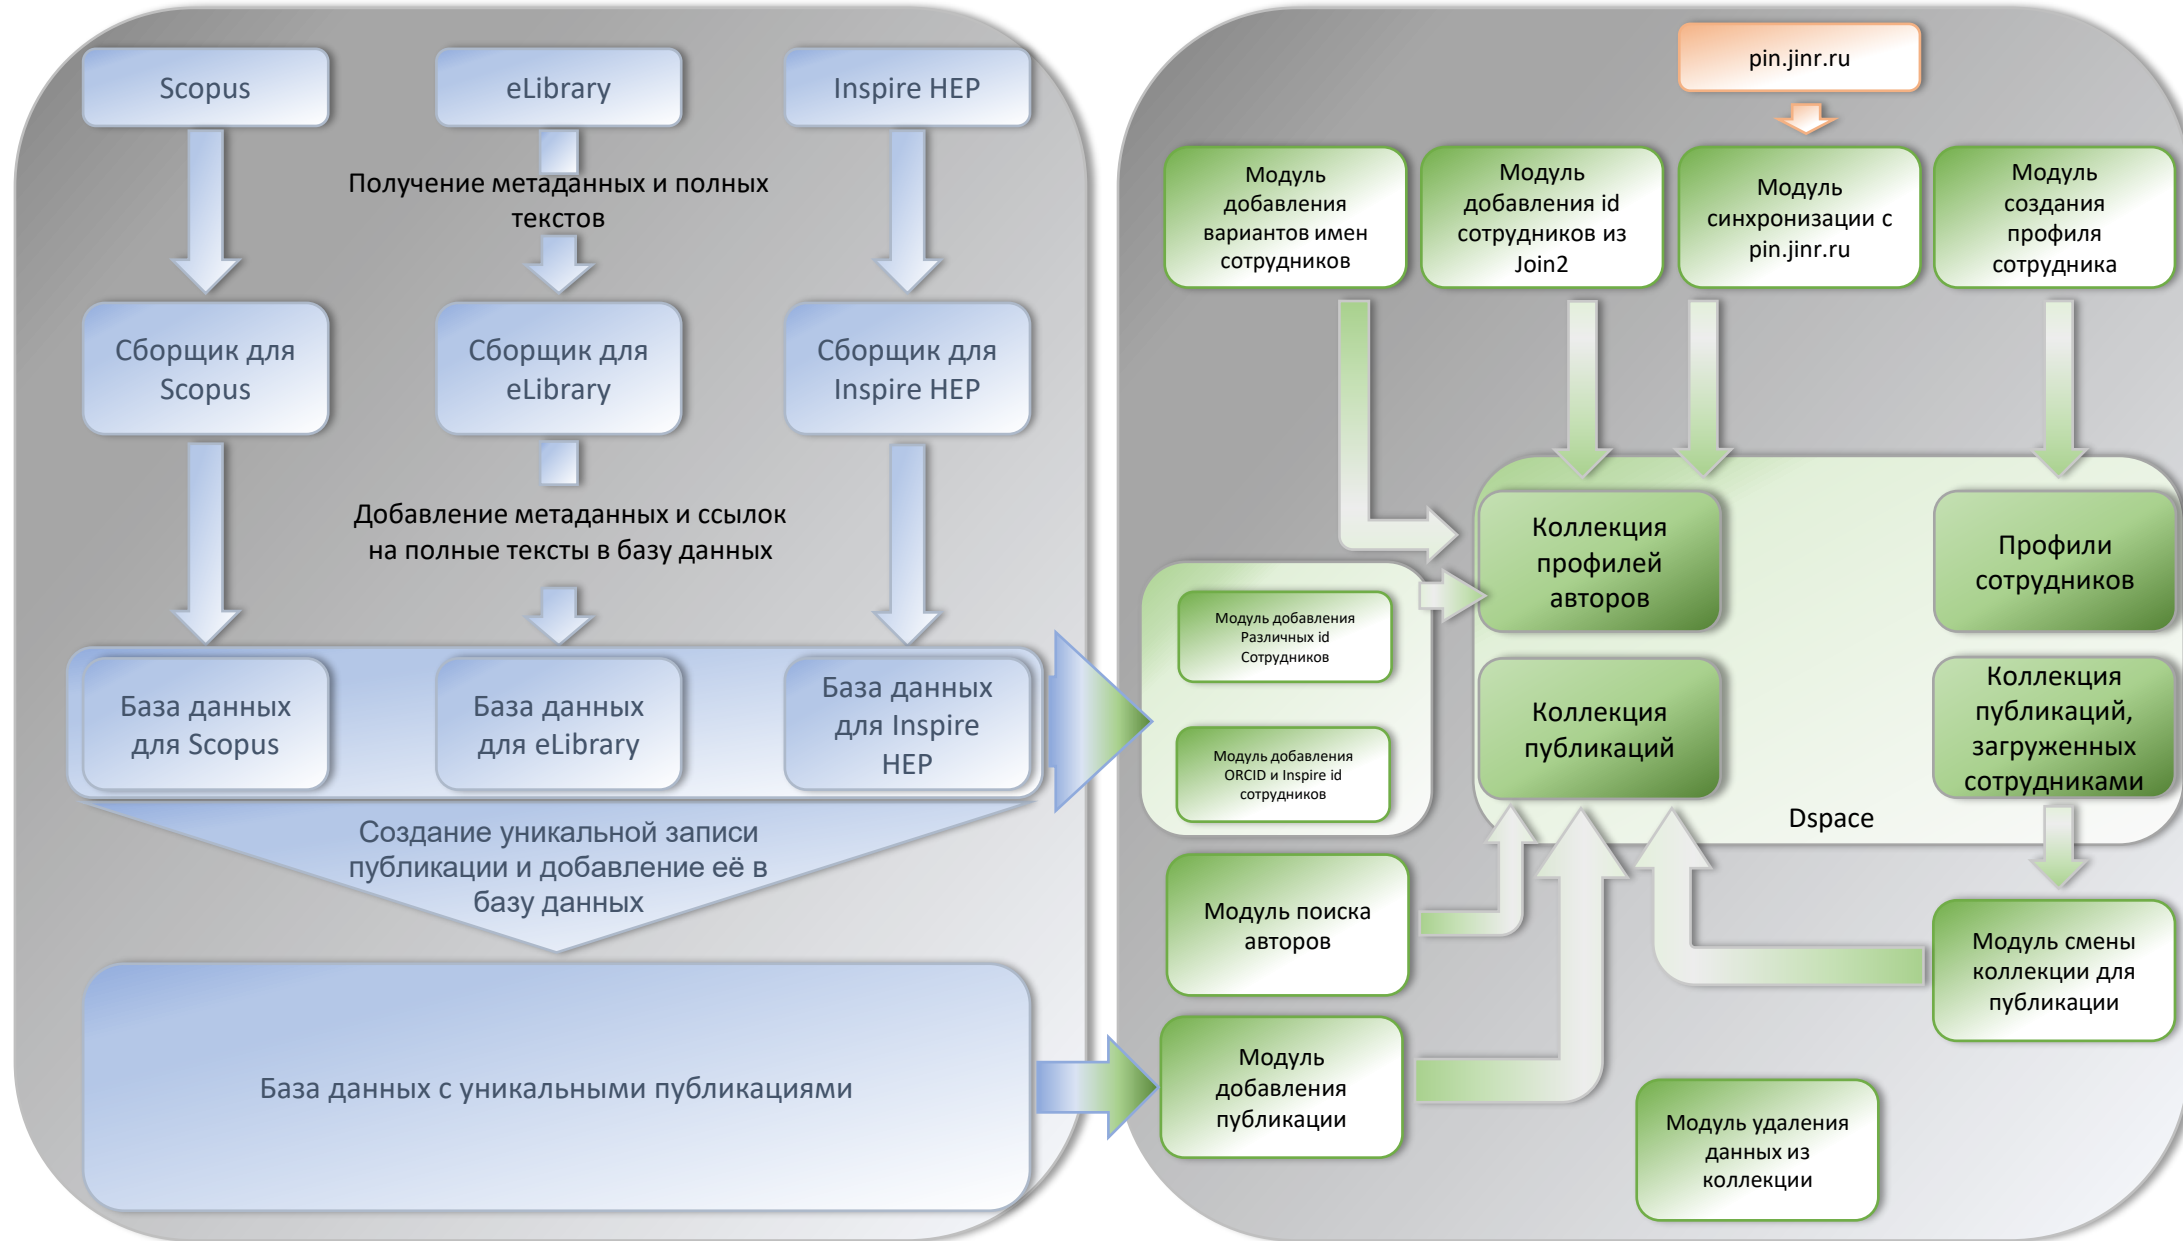 Scopus
eLibrary
Inspire HEP
Получение метаданных и полных
текстов
Сборщик для
Scopus
Сборщик для
eLibrary
Сборщик для
Inspire HEP
Добавление метаданных и ссылок
на полные тексты в базу данных
База данных
для Scopus
База данных
для eLibrary
База данных
для Inspire
HEP
Создание уникальной записи
публикации и добавление её в
базу данных
База данных с уникальными публикациями
pin.jinr.ru
Модуль
добавления
вариантов имен
сотрудников
Модуль
добавления id
сотрудников из
Join2
Модуль
синхронизации с
pin.jinr.ru
Модуль
создания
профиля
сотрудника
Коллекция
профилей
авторов
Профили
сотрудников
Модуль добавления
Различных id
Сотрудников
Модуль добавления
ORCID и Inspire id
сотрудников
Коллекция
публикаций
Коллекция
публикаций,
загруженных
сотрудниками
Dspace
Модуль поиска
авторов
Модуль смены
коллекции для
публикации
Модуль
добавления
публикации
Модуль удаления
данных из
коллекции